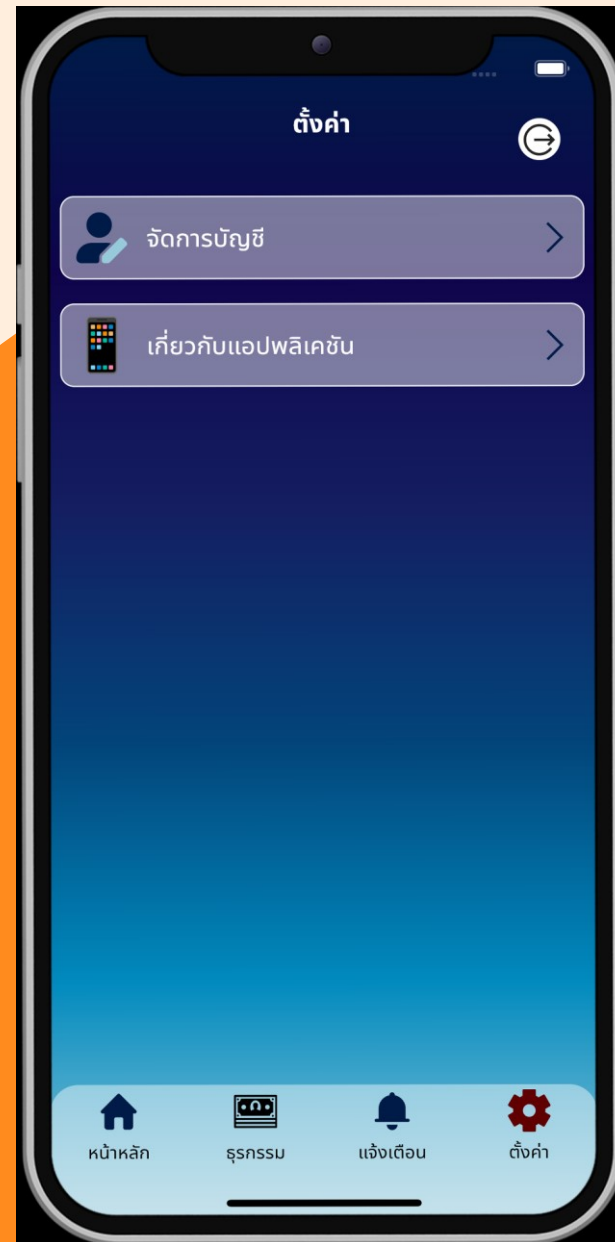 ตั้งค่า
จัดการบัญชี
เกี่ยวกับแอปพลิเคชัน
หน้าหลัก
ธุรกรรม
แจ้งเตือน
ตั้งค่า